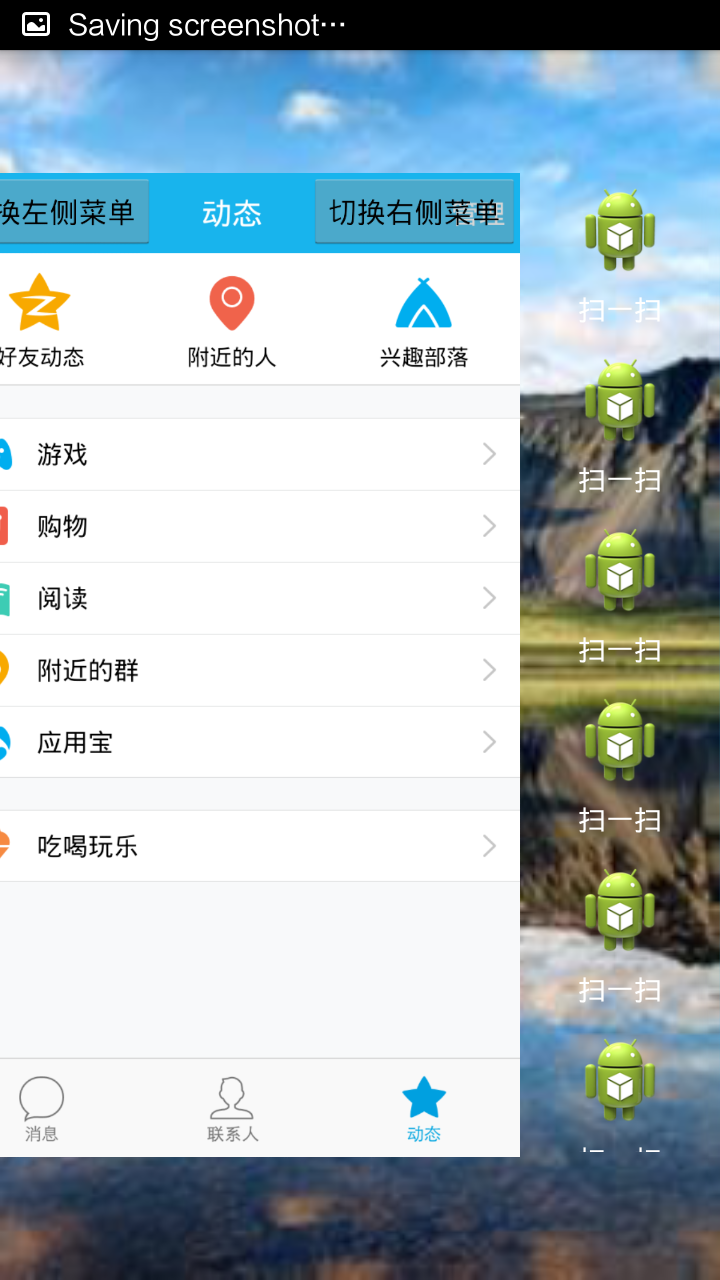 Saving screenshot…
换左侧菜单
动态
切换右侧菜单
管理
好友动态
附近的人
兴趣部落
游戏
购物
阅读
附近的群
应用宝
吃喝玩乐
消息
联系人
动态
扫一扫
扫一扫
扫一扫
扫一扫
扫一扫